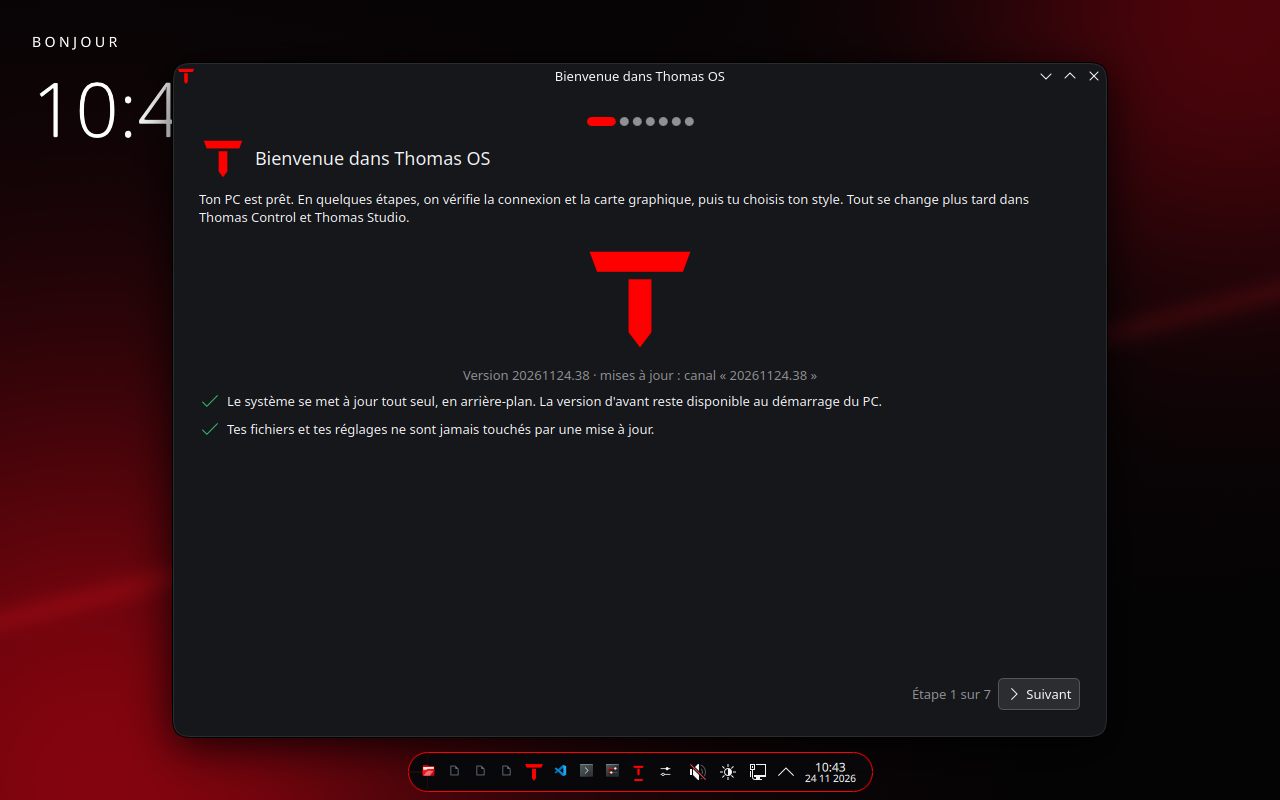 BONJOUR
10:4
Bienvenue dans Thomas OS
Bienvenue dans Thomas OS
Ton PC est prêt. En quelques étapes, on vérifie la connexion et la carte graphique, puis tu choisis ton style. Tout se change plus tard dans
Thomas Control et Thomas Studio.
Version 20261124.38 · mises à jour : canal « 20261124.38 »
Le système se met à jour tout seul, en arrière-plan. La version d'avant reste disponible au démarrage du PC.
Tes fichiers et tes réglages ne sont jamais touchés par une mise à jour.
Étape 1 sur 7
Suivant
10:43
24 11 2026